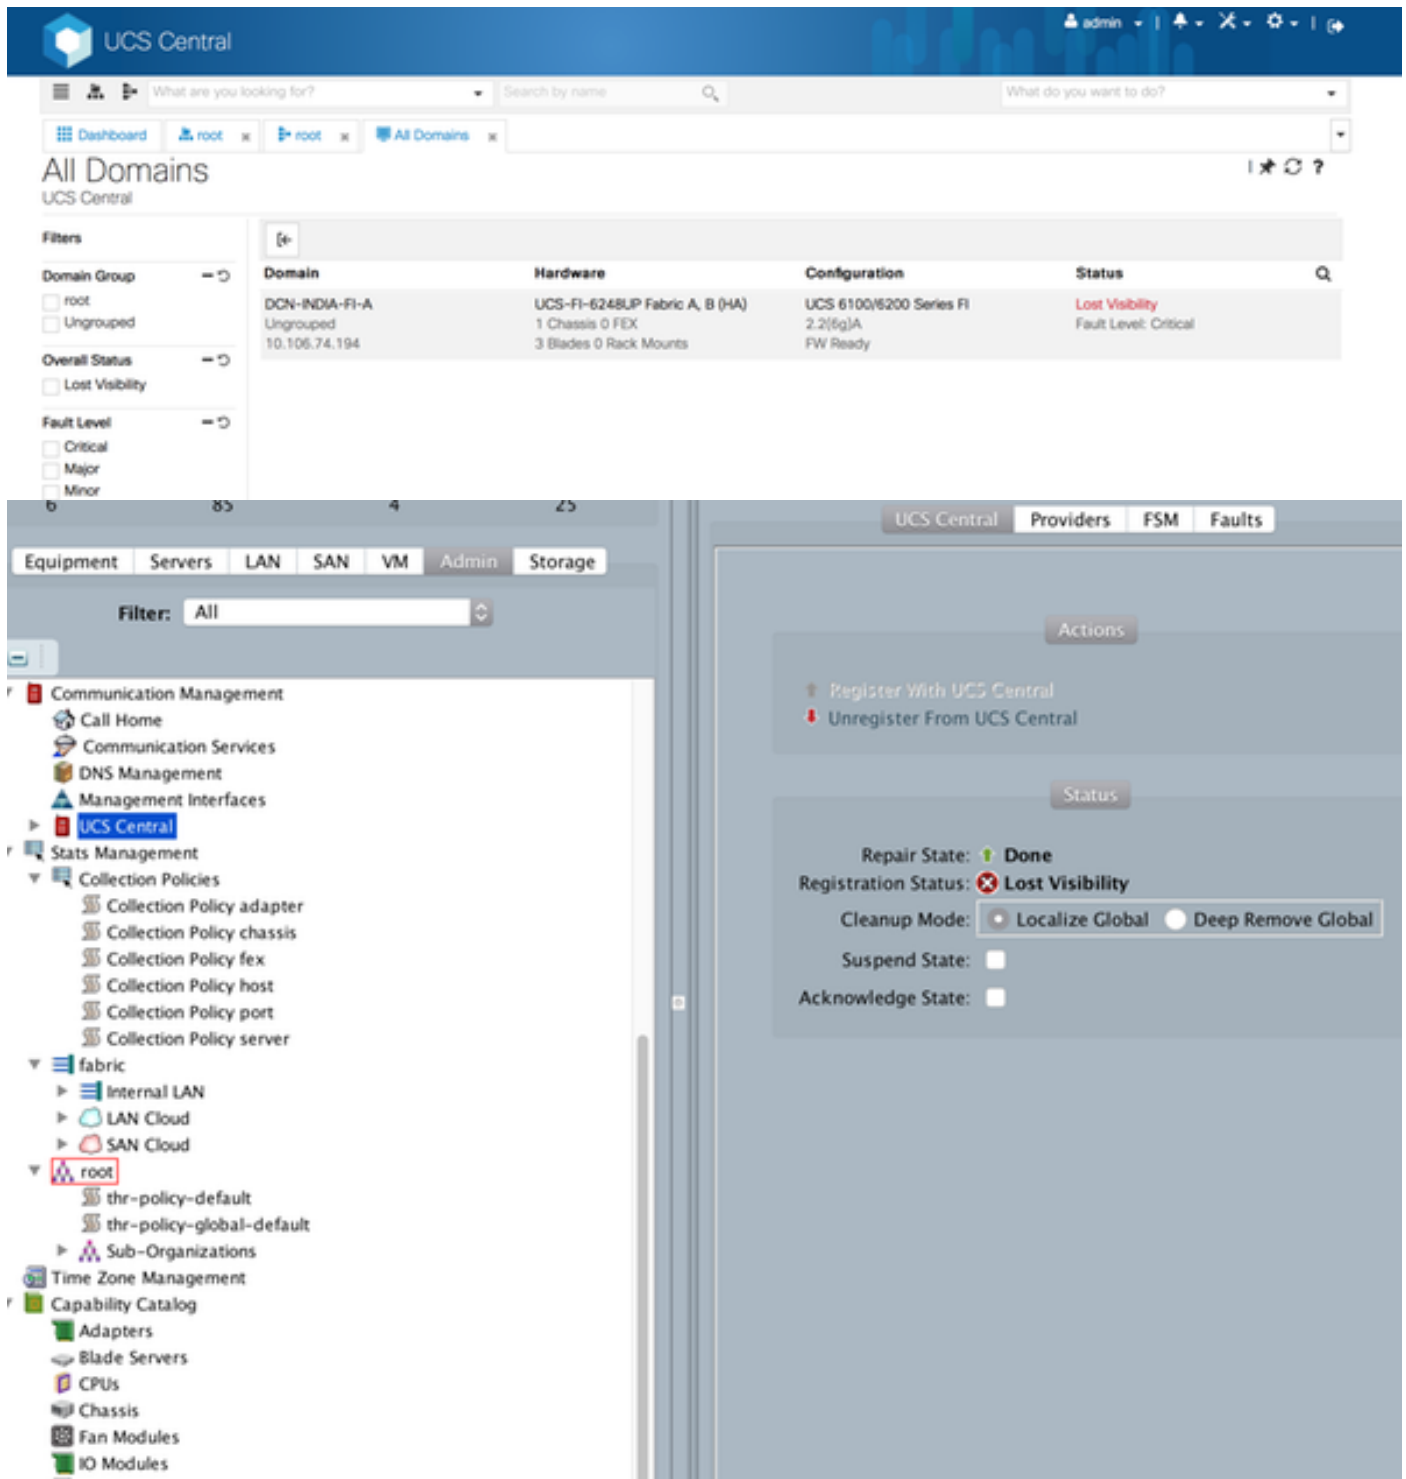 UCS Central
admin
What are you looking for?
Search by name
What do you want to do?
Dashboard
root
root
All Domains
All Domains
?
UCS Central
Filters
Domain Group
root
Ungrouped
Overall Status
Lost Visibility
Fault Level
Critical
Major
Minor
Domain Hardware Configuration Status
DCN-INDIA-FI-A UCS-FI-6248UP Fabric A, B (HA) UCS 6100/6200 Series FI Lost Visibility
Ungrouped 1 Chassis 0 FEX 2.2(6g)A Fault Level: Critical
10.106.74.194 3 Blades 0 Rack Mounts FW Ready
6 85 4 25
Equipment Servers LAN SAN VM Admin Storage
Filter: All
Communication Management
Call Home
Communication Services
DNS Management
Management Interfaces
UCS Central
Stats Management
Collection Policies
Collection Policy adapter
Collection Policy chassis
Collection Policy fex
Collection Policy host
Collection Policy port
Collection Policy server
fabric
Internal LAN
LAN Cloud
SAN Cloud
root
thr-policy-default
thr-policy-global-default
Sub-Organizations
Time Zone Management
Capability Catalog
Adapters
Blade Servers
CPUs
Chassis
Fan Modules
IO Modules
UCS Central Providers FSM Faults
Actions
Register With UCS Central
Unregister From UCS Central
Status
Repair State: Done
Registration Status: Lost Visibility
Cleanup Mode: Localize Global Deep Remove Global
Suspend State:
Acknowledge State: